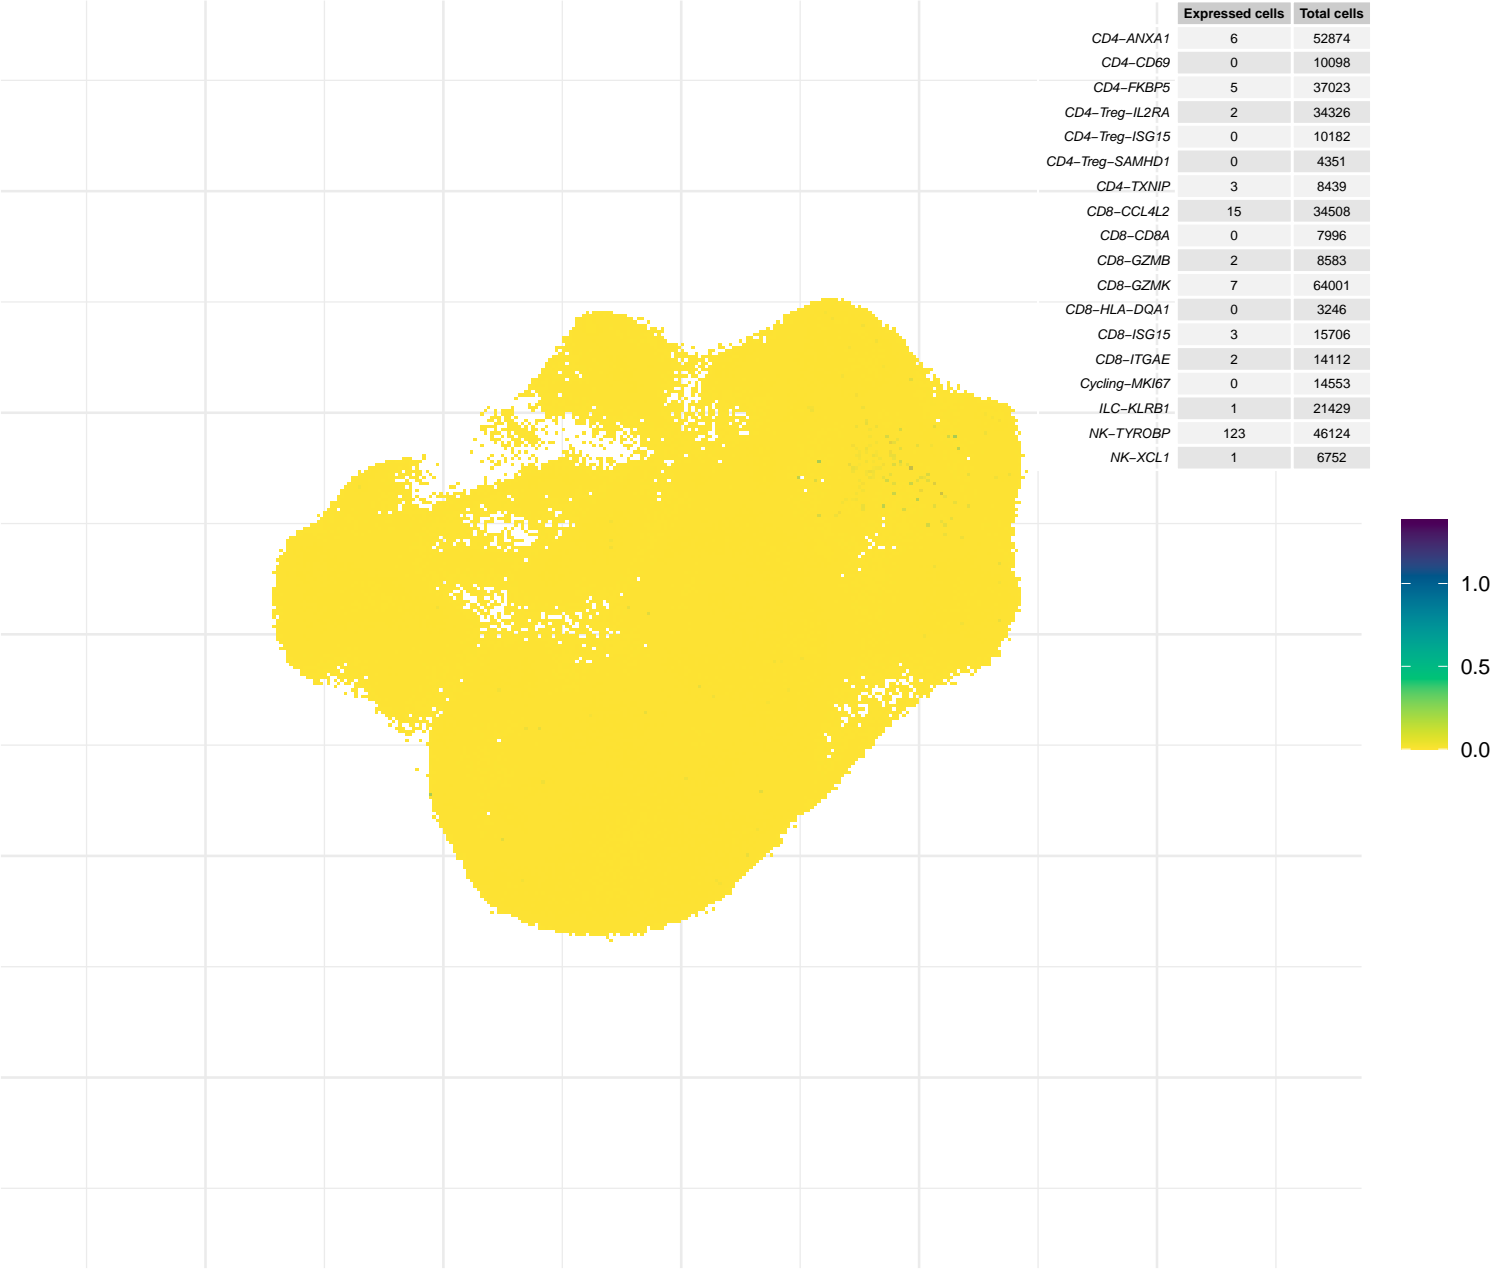 Expressed cells Total cells
CD4−ANXA1 6 52874
CD4−CD69 0 10098
CD4−FKBP5 5 37023
CD4−Treg−IL2RA 2 34326
CD4−Treg−ISG15 0 10182
CD4−Treg−SAMHD1 0 4351
CD4−TXNIP 3 8439
CD8−CCL4L2 15 34508
CD8−CD8A 0 7996
CD8−GZMB 2 8583
CD8−GZMK 7 64001
CD8−HLA−DQA1 0 3246
CD8−ISG15 3 15706
CD8−ITGAE 2 14112
Cycling−MKI67 0 14553
ILC−KLRB1 1 21429
NK−TYROBP 123 46124
NK−XCL1 1 6752
1.0
0.5
0.0